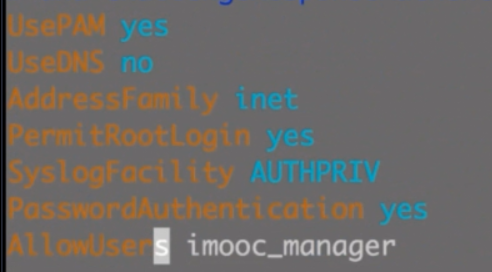 UsePAM yes
UseDNS no
AddressFamily inet
PermitRootLogin yes
SyslogFacility AUTHPRIV
PasswordAuthentication yes
AllowUsers imooc_manager